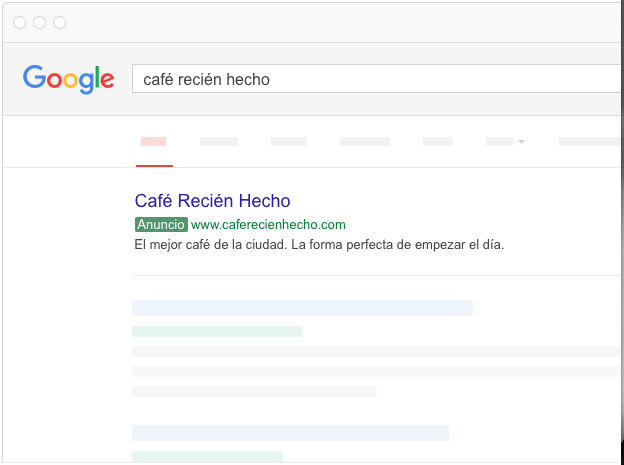 Google
café recién hecho
Café Recién Hecho
Anuncio www.caferecienhecho.com
El mejor café de la ciudad. La forma perfecta de empezar el día.